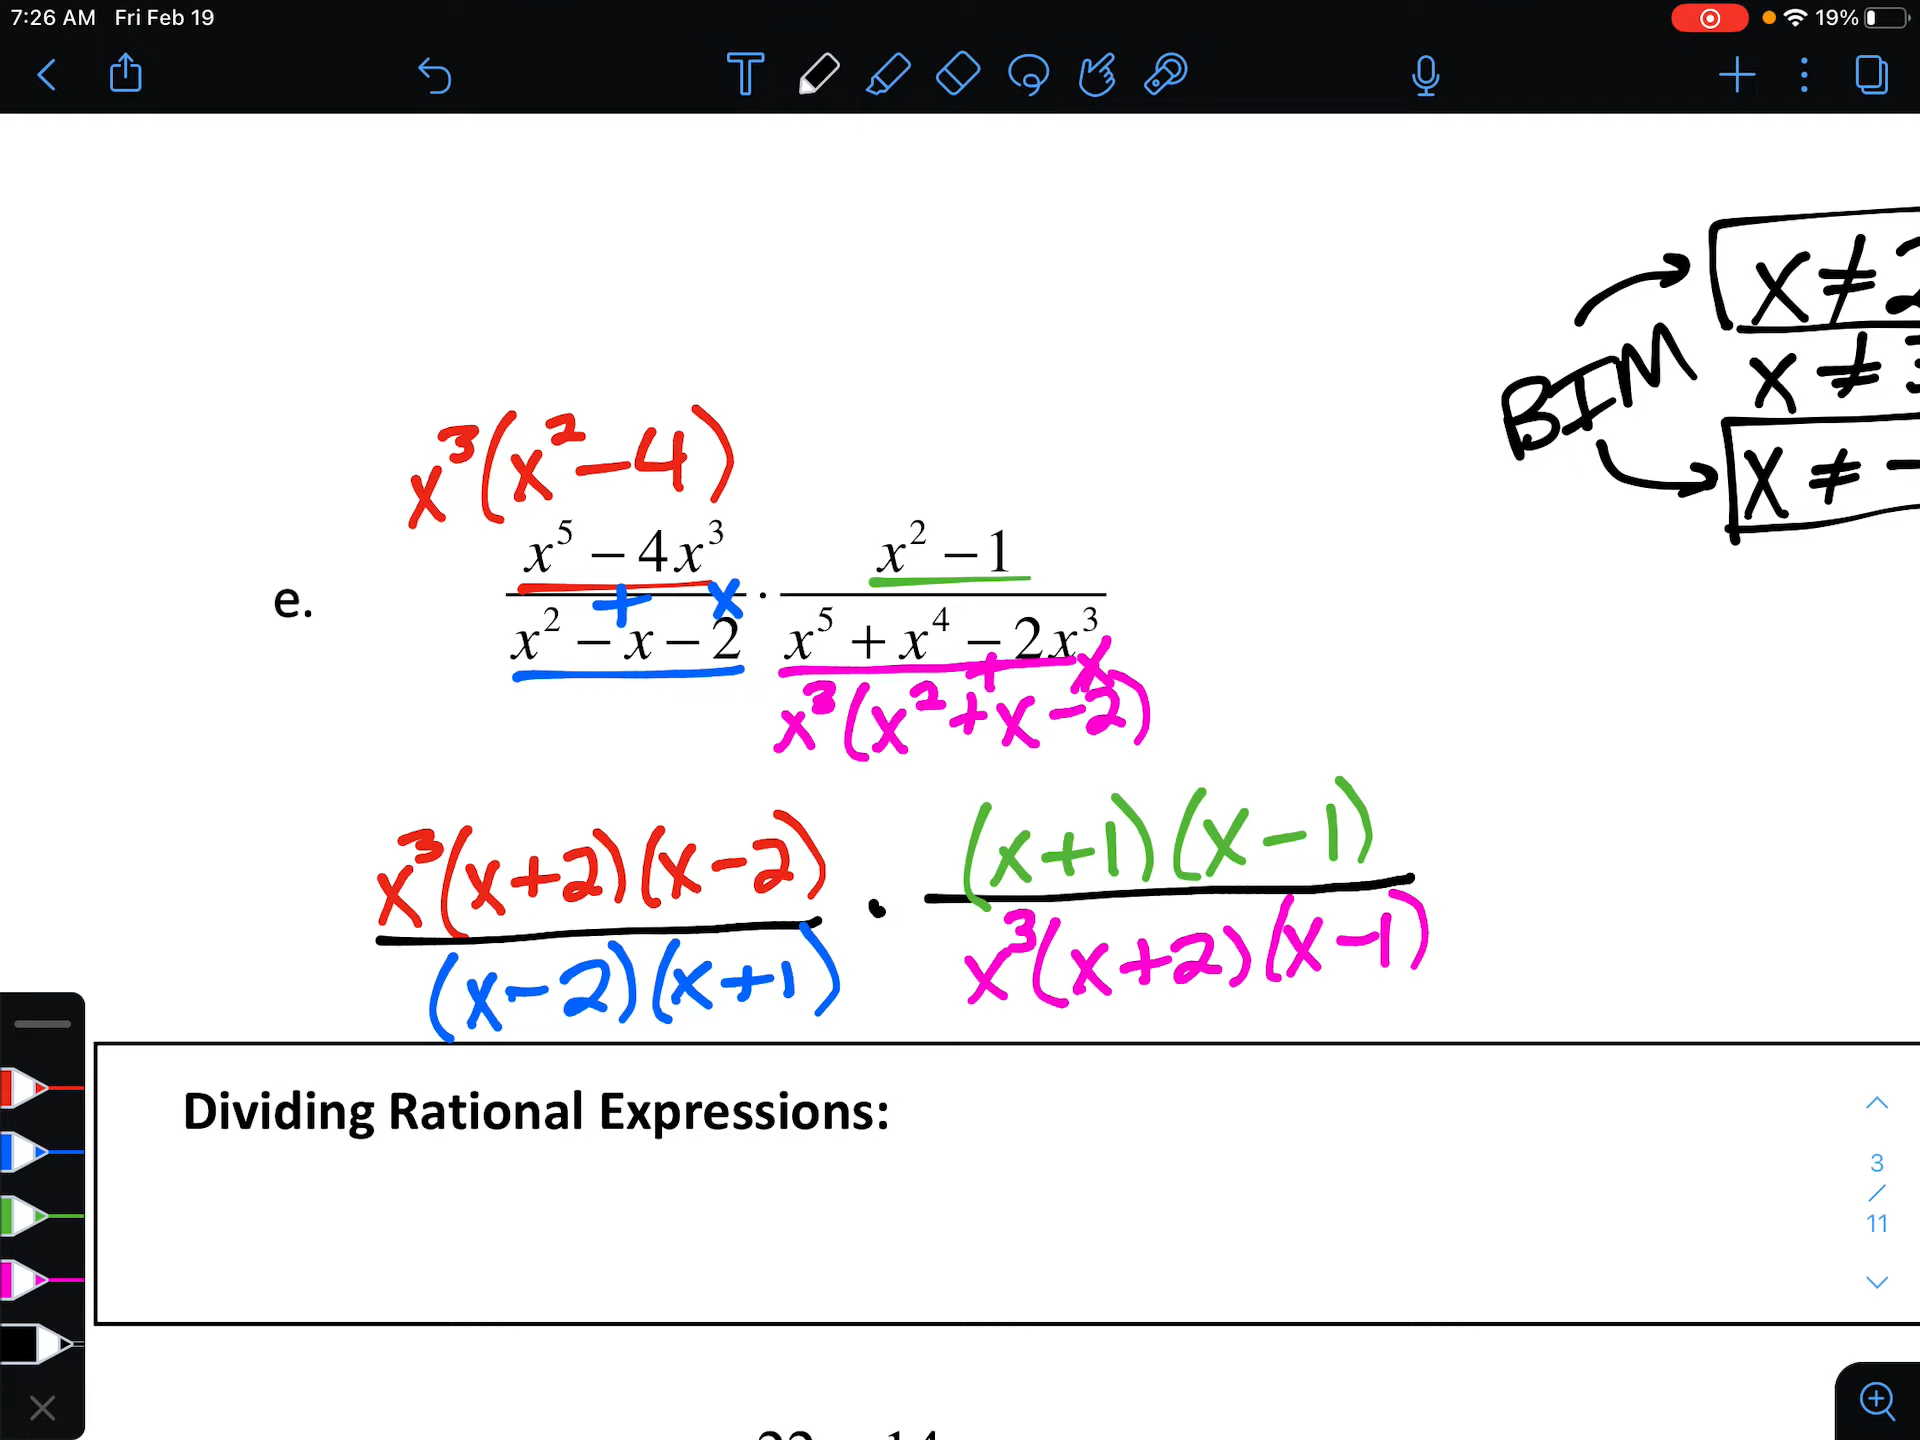 7:26 AM Fri Feb 19 19%
x ≠ 2
BIM
x ≠ 3
x ≠ -
x³(x²-4)
e. x⁵ − 4x³ / x² − x − 2 · x² − 1 / x⁵ + x⁴ − 2x³
+ x
+ x
x³(x²+x-2)
x³(x+2)(x-2) / (x-2)(x+1) · (x+1)(x-1) / x³(x+2)(x-1)
Dividing Rational Expressions:
3
/
11